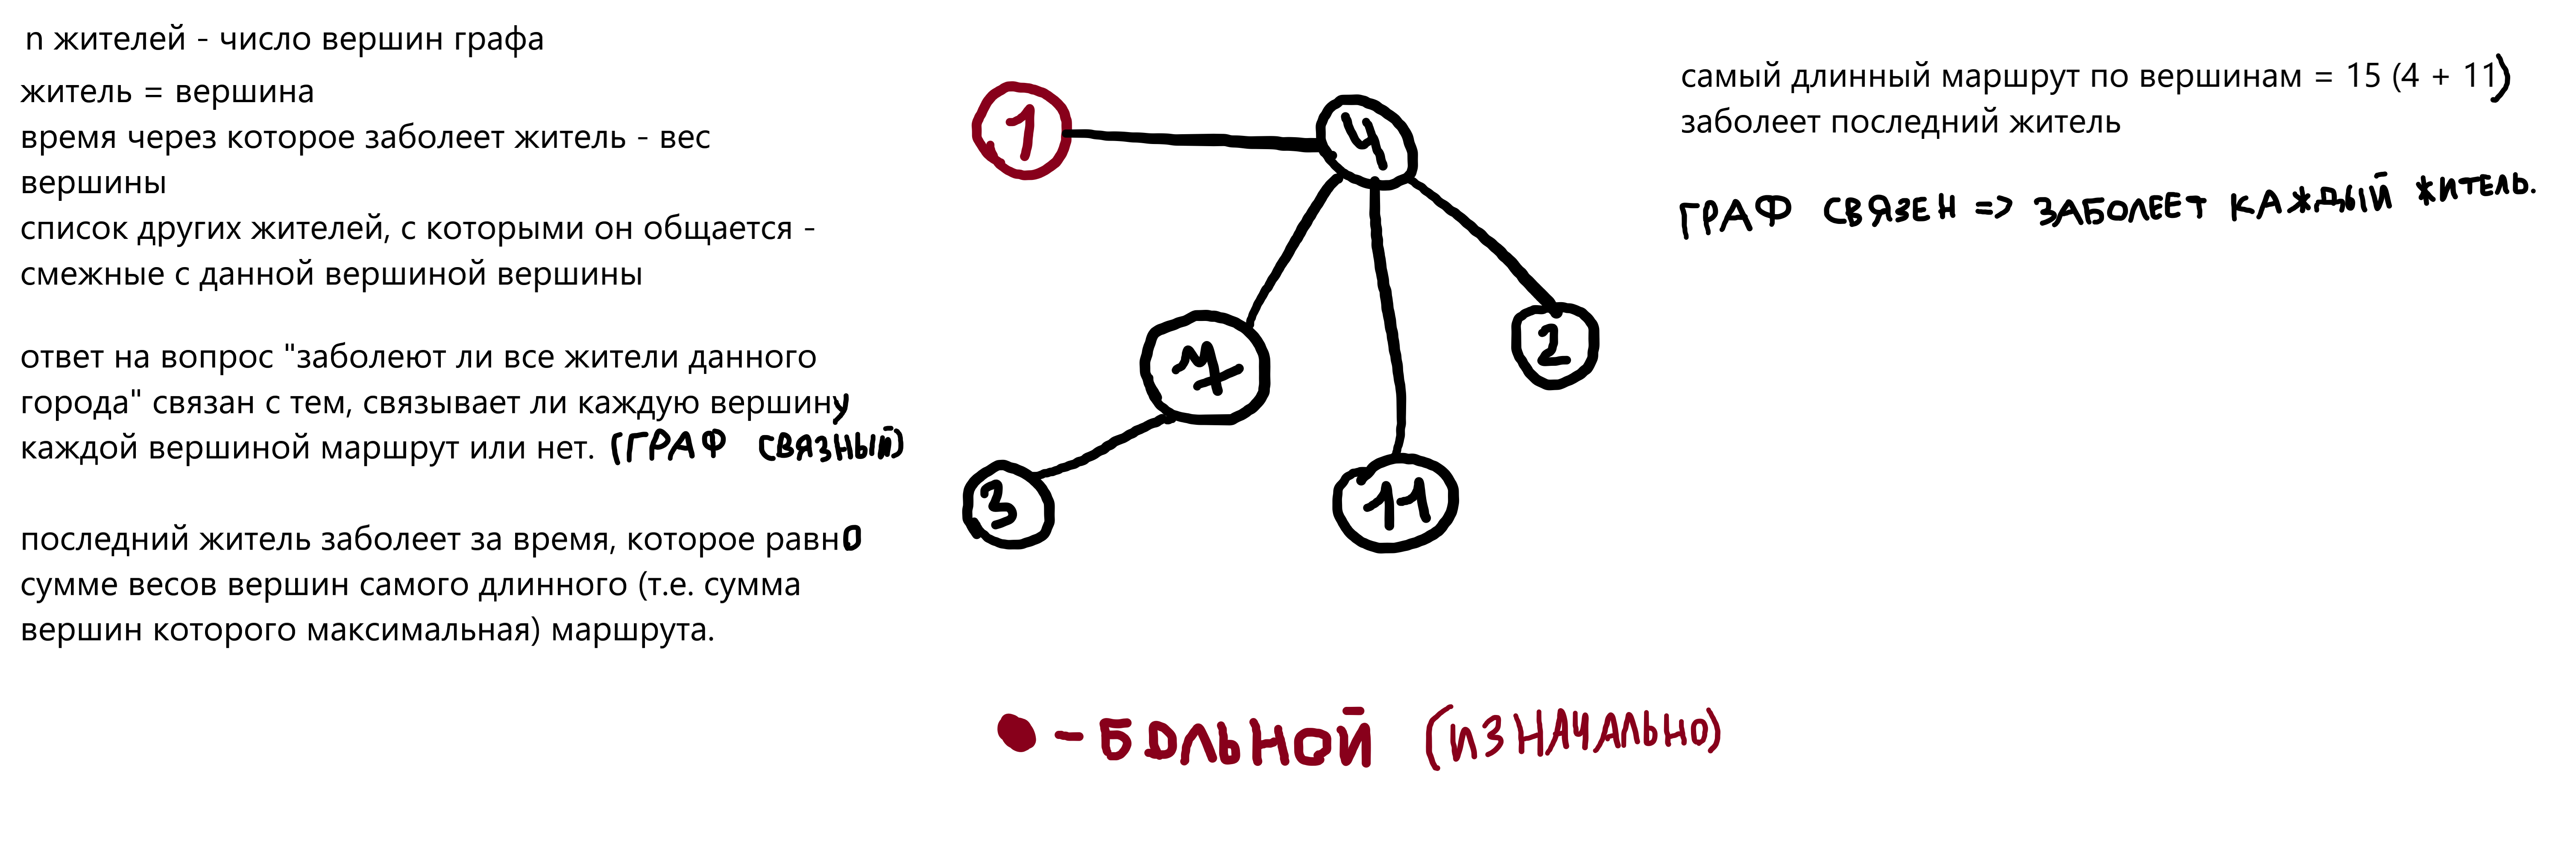 n жителей - число вершин графа
житель = вершина
время через которое заболеет житель - вес
вершины
список других жителей, с которыми он общается -
смежные с данной вершиной вершины
ответ на вопрос "заболеют ли все жители данного
города" связан с тем, связывает ли каждую вершину
каждой вершиной маршрут или нет. (ГРАФ СВЯЗНЫЙ)
последний житель заболеет за время, которое равно
сумме весов вершин самого длинного (т.е. сумма
вершин которого максимальная) маршрута.
1
4
7
2
3
11
- БОЛЬНОЙ (ИЗНАЧАЛЬНО)
самый длинный маршрут по вершинам = 15 (4 + 11)
заболеет последний житель
ГРАФ СВЯЗЕН => ЗАБОЛЕЕТ КАЖДЫЙ ЖИТЕЛЬ.